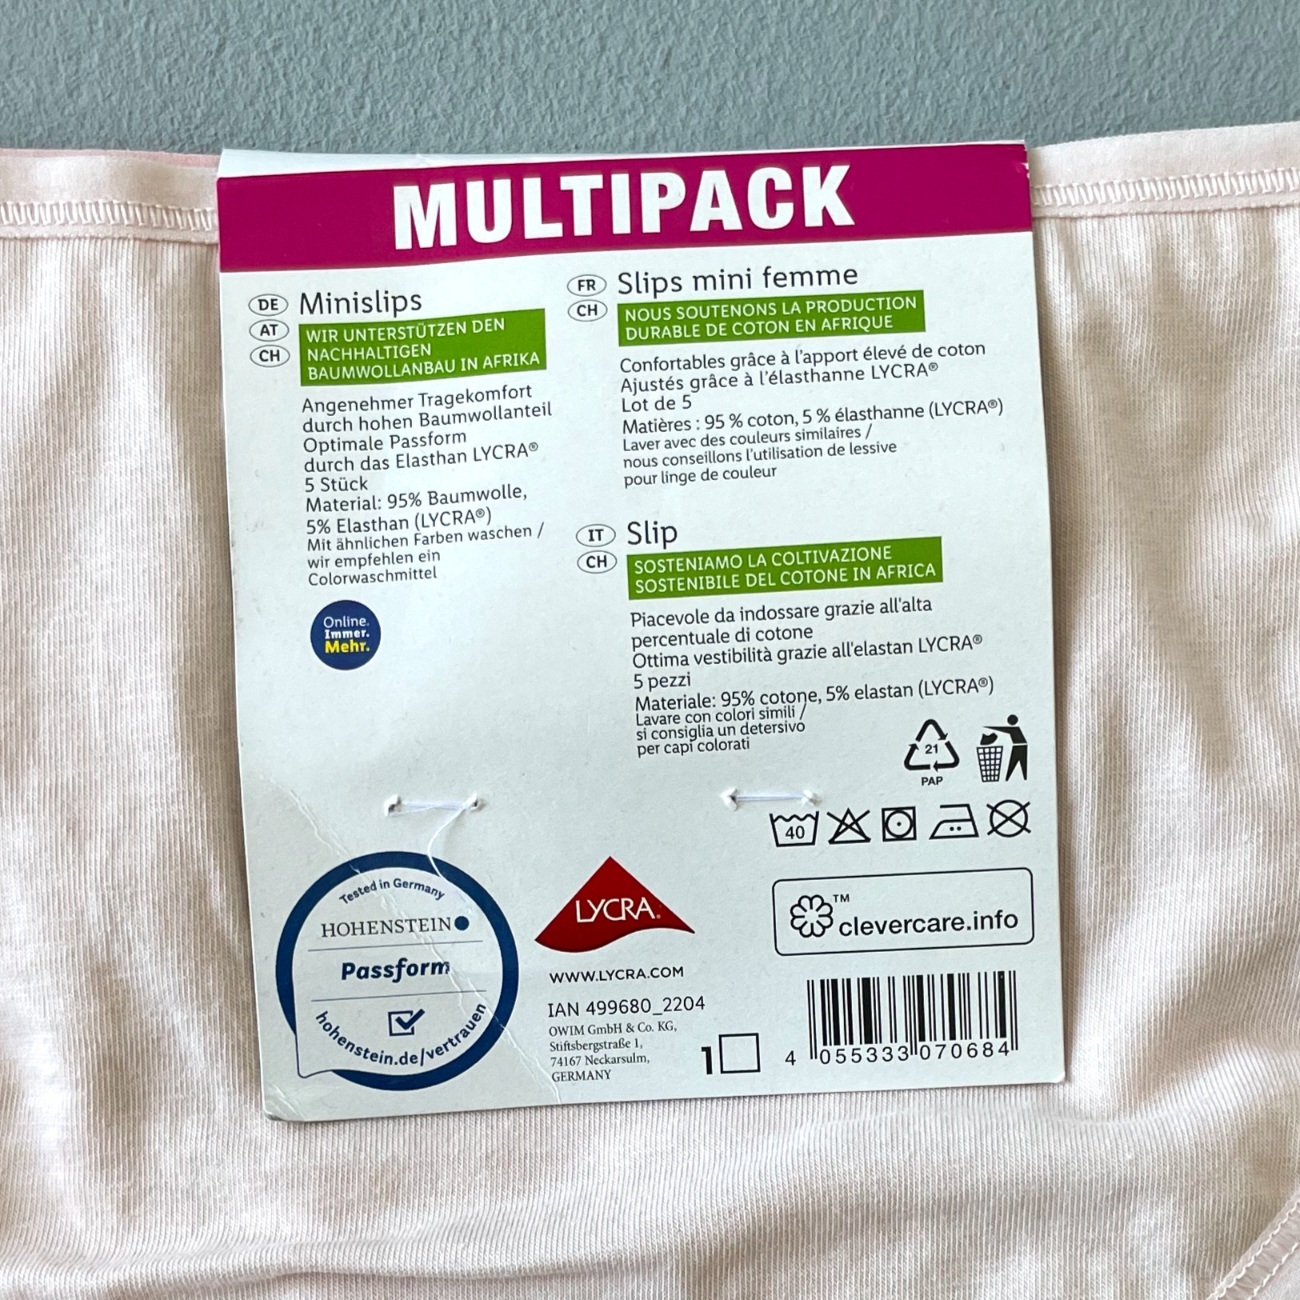 MULTIPACK
DE
AT
CH
Minislips
WIR UNTERSTÜTZEN DEN
NACHHALTIGEN
BAUMWOLLANBAU IN AFRIKA
Angenehmer Tragekomfort
durch hohen Baumwollanteil
Optimale Passform
durch das Elasthan LYCRA®
5 Stück
Material: 95% Baumwolle,
5% Elasthan (LYCRA®)
Mit ähnlichen Farben waschen /
wir empfehlen ein
Colorwaschmittel
Online.
Immer.
Mehr.
FR
CH
Slips mini femme
NOUS SOUTENONS LA PRODUCTION
DURABLE DE COTON EN AFRIQUE
Confortables grâce à l'apport élevé de coton
Ajustés grâce à l'élasthanne LYCRA®
Lot de 5
Matières : 95 % coton, 5 % élasthanne (LYCRA®)
Laver avec des couleurs similaires /
nous conseillons l'utilisation de lessive
pour linge de couleur
IT
CH
Slip
SOSTENIAMO LA COLTIVAZIONE
SOSTENIBILE DEL COTONE IN AFRICA
Piacevole da indossare grazie all'alta
percentuale di cotone
Ottima vestibilità grazie all'elastan LYCRA®
5 pezzi
Materiale: 95% cotone, 5% elastan (LYCRA®)
Lavare con colori simili /
si consiglia un detersivo
per capi colorati
21
PAP
40
Tested in Germany
HOHENSTEIN
Passform
hohenstein.de/vertrauen
LYCRA®
WWW.LYCRA.COM
IAN 499680_2204
OWIM GmbH & Co. KG,
Stiftsbergstraße 1,
74167 Neckarsulm,
GERMANY
1
™
clevercare.info
4 055333 070684